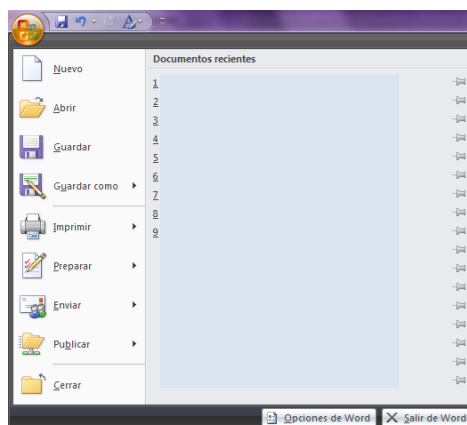 Documentos recientes
Nuevo
Abrir
Guardar
Guardar como
Imprimir
Preparar
Enviar
Publicar
Cerrar
1
2
3
4
5
6
7
8
9
Opciones de Word
Salir de Word